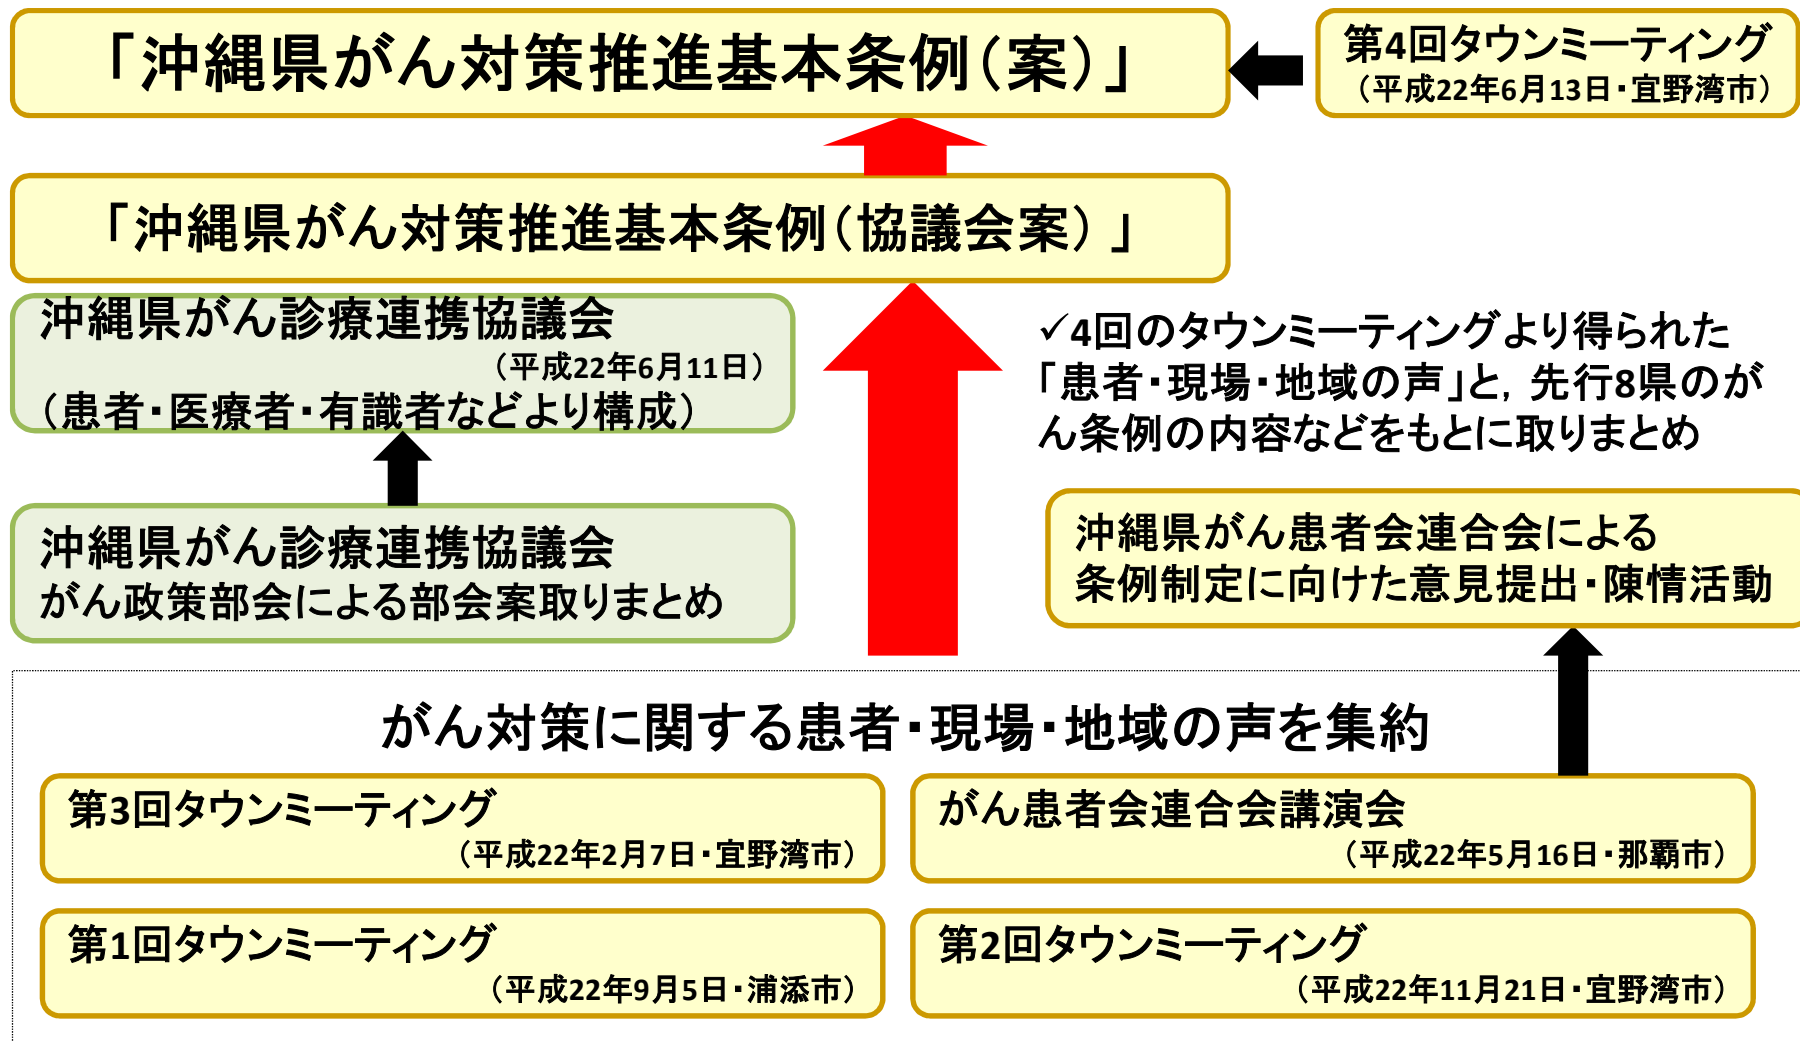 「沖縄県がん対策推進基本条例（案）」
第4回タウンミーティング
（平成22年6月13日・宜野湾市）
「沖縄県がん対策推進基本条例（協議会案）」
沖縄県がん診療連携協議会
（平成22年6月11日）
（患者・医療者・有識者などより構成）
✓4回のタウンミーティングより得られた
「患者・現場・地域の声」と，先行8県のが
ん条例の内容などをもとに取りまとめ
沖縄県がん診療連携協議会
がん政策部会による部会案取りまとめ
沖縄県がん患者会連合会による
条例制定に向けた意見提出・陳情活動
がん対策に関する患者・現場・地域の声を集約
第3回タウンミーティング
（平成22年2月7日・宜野湾市）
がん患者会連合会講演会
（平成22年5月16日・那覇市）
第1回タウンミーティング
（平成22年9月5日・浦添市）
第2回タウンミーティング
（平成22年11月21日・宜野湾市）